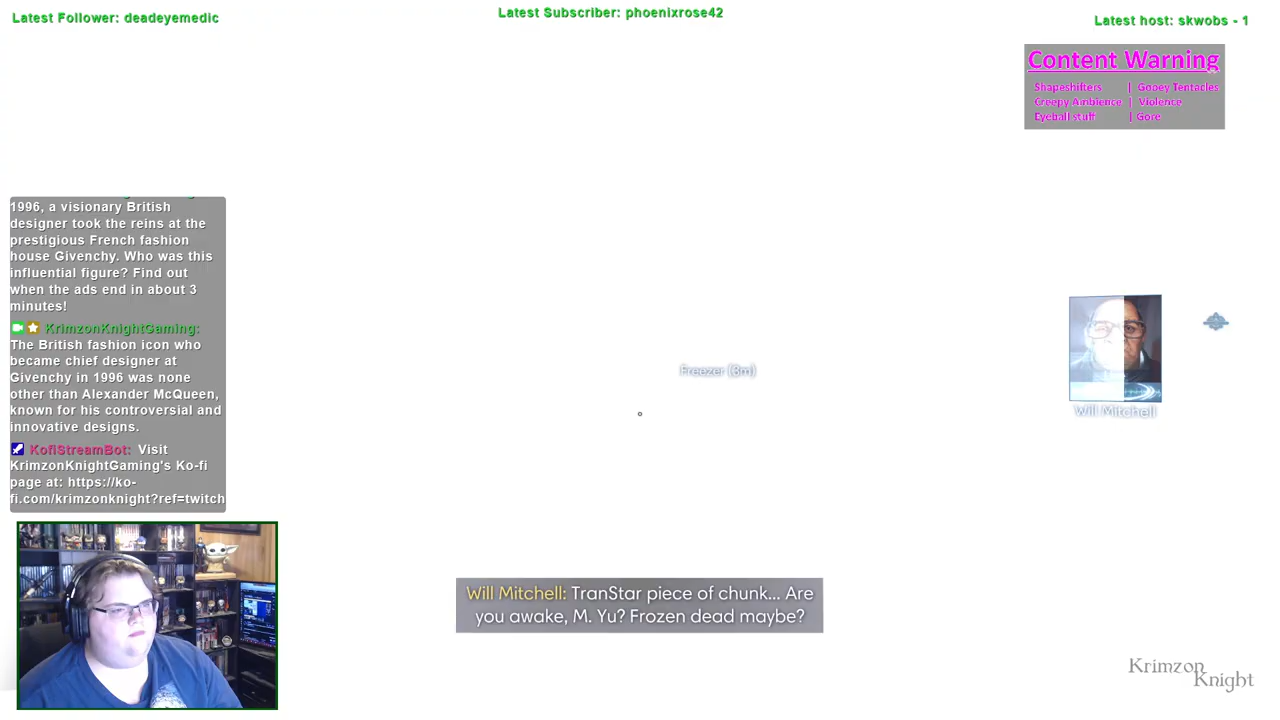 Latest Follower: deadeyemedic
Latest Subscriber: phoenixrose42
Latest host: skwobs - 1
Content Warning
Shapeshifters | Gooey Tentacles
Creepy Ambience | Violence
Eyeball stuff | Gore
1996, a visionary British
designer took the reins at the
prestigious French fashion
house Givenchy. Who was this
influential figure? Find out
when the ads end in about 3
minutes!
KrimzonKnightGaming:
The British fashion icon who
became chief designer at
Givenchy in 1996 was none
other than Alexander McQueen,
known for his controversial and
innovative designs.
KofiStreamBot: Visit
KrimzonKnightGaming's Ko-fi
page at: https://ko-
fi.com/krimzonknight?ref=twitch
Freezer (3m)
Will Mitchell
Will Mitchell: TranStar piece of chunk... Are
you awake, M. Yu? Frozen dead maybe?
Krimzon
Knight